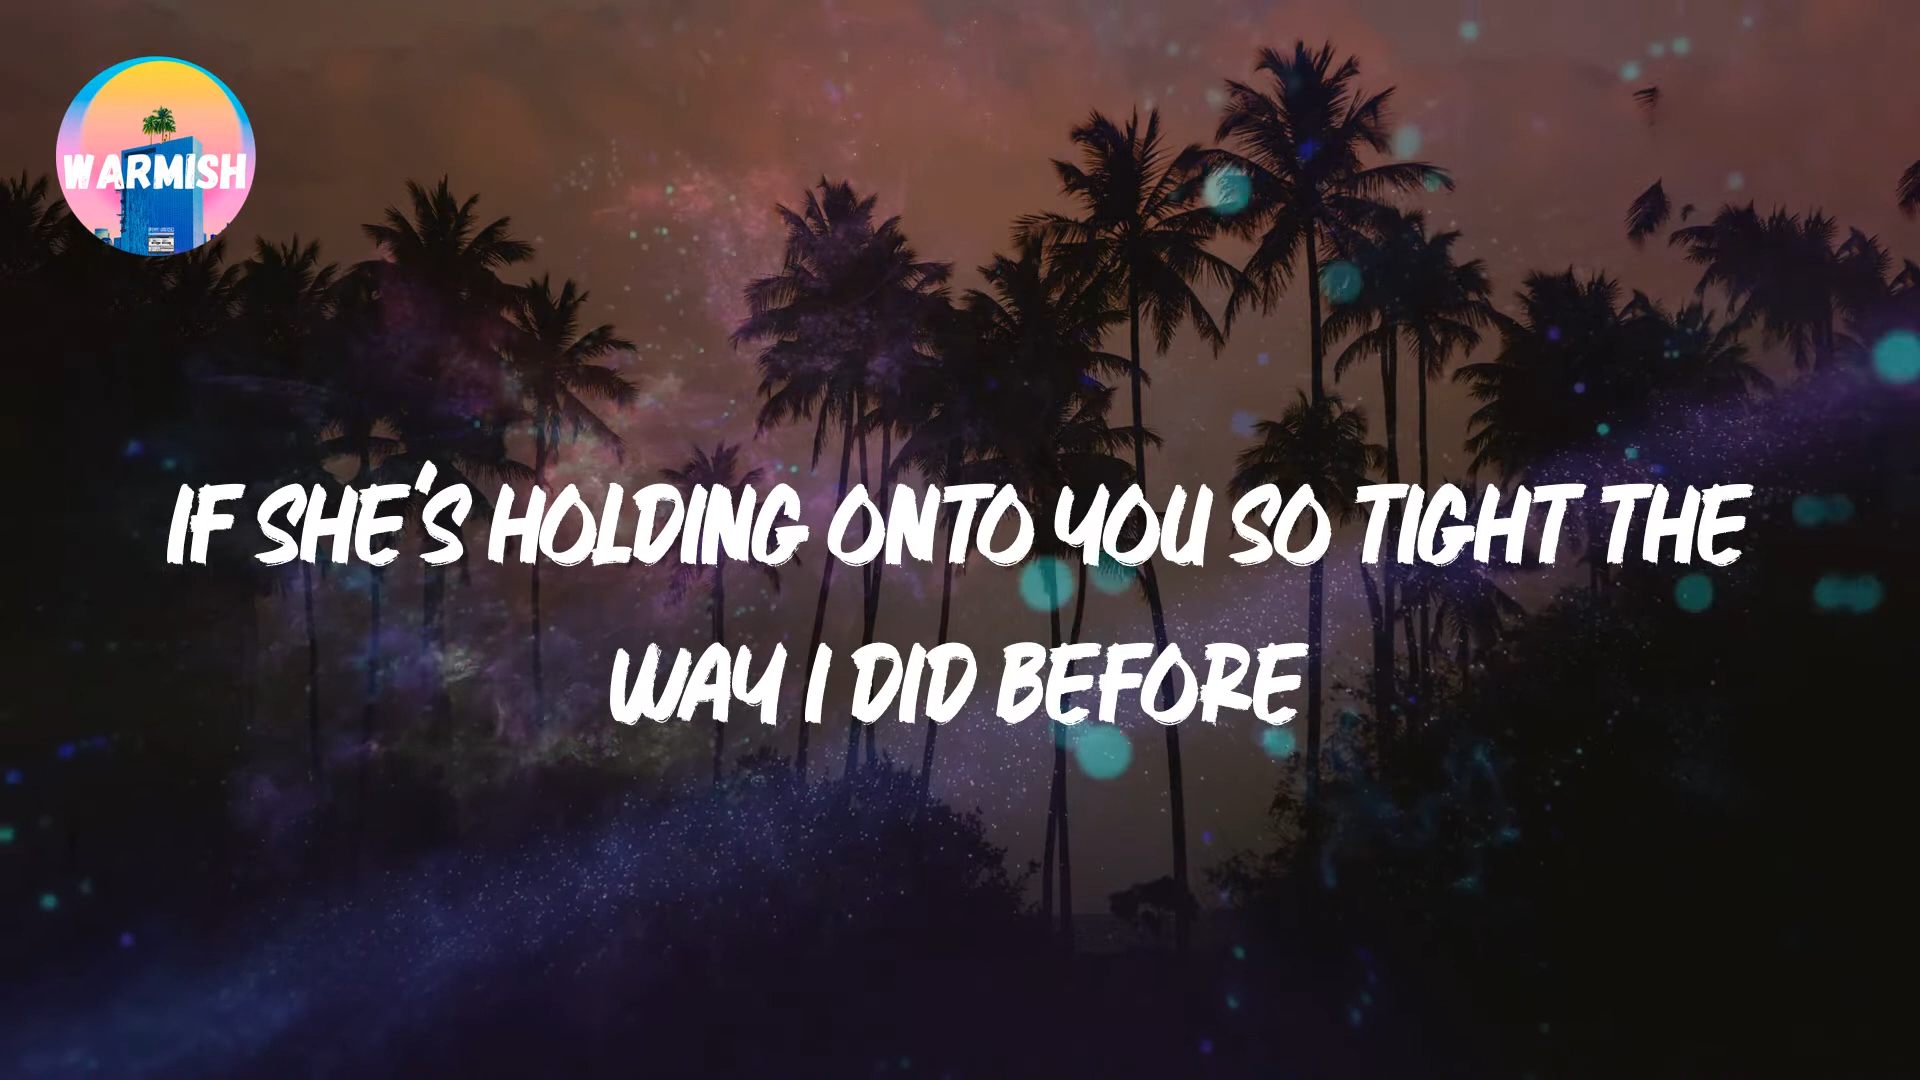 WARMISH
IF SHE'S HOLDING ONTO YOU SO TIGHT THE
WAY I DID BEFORE